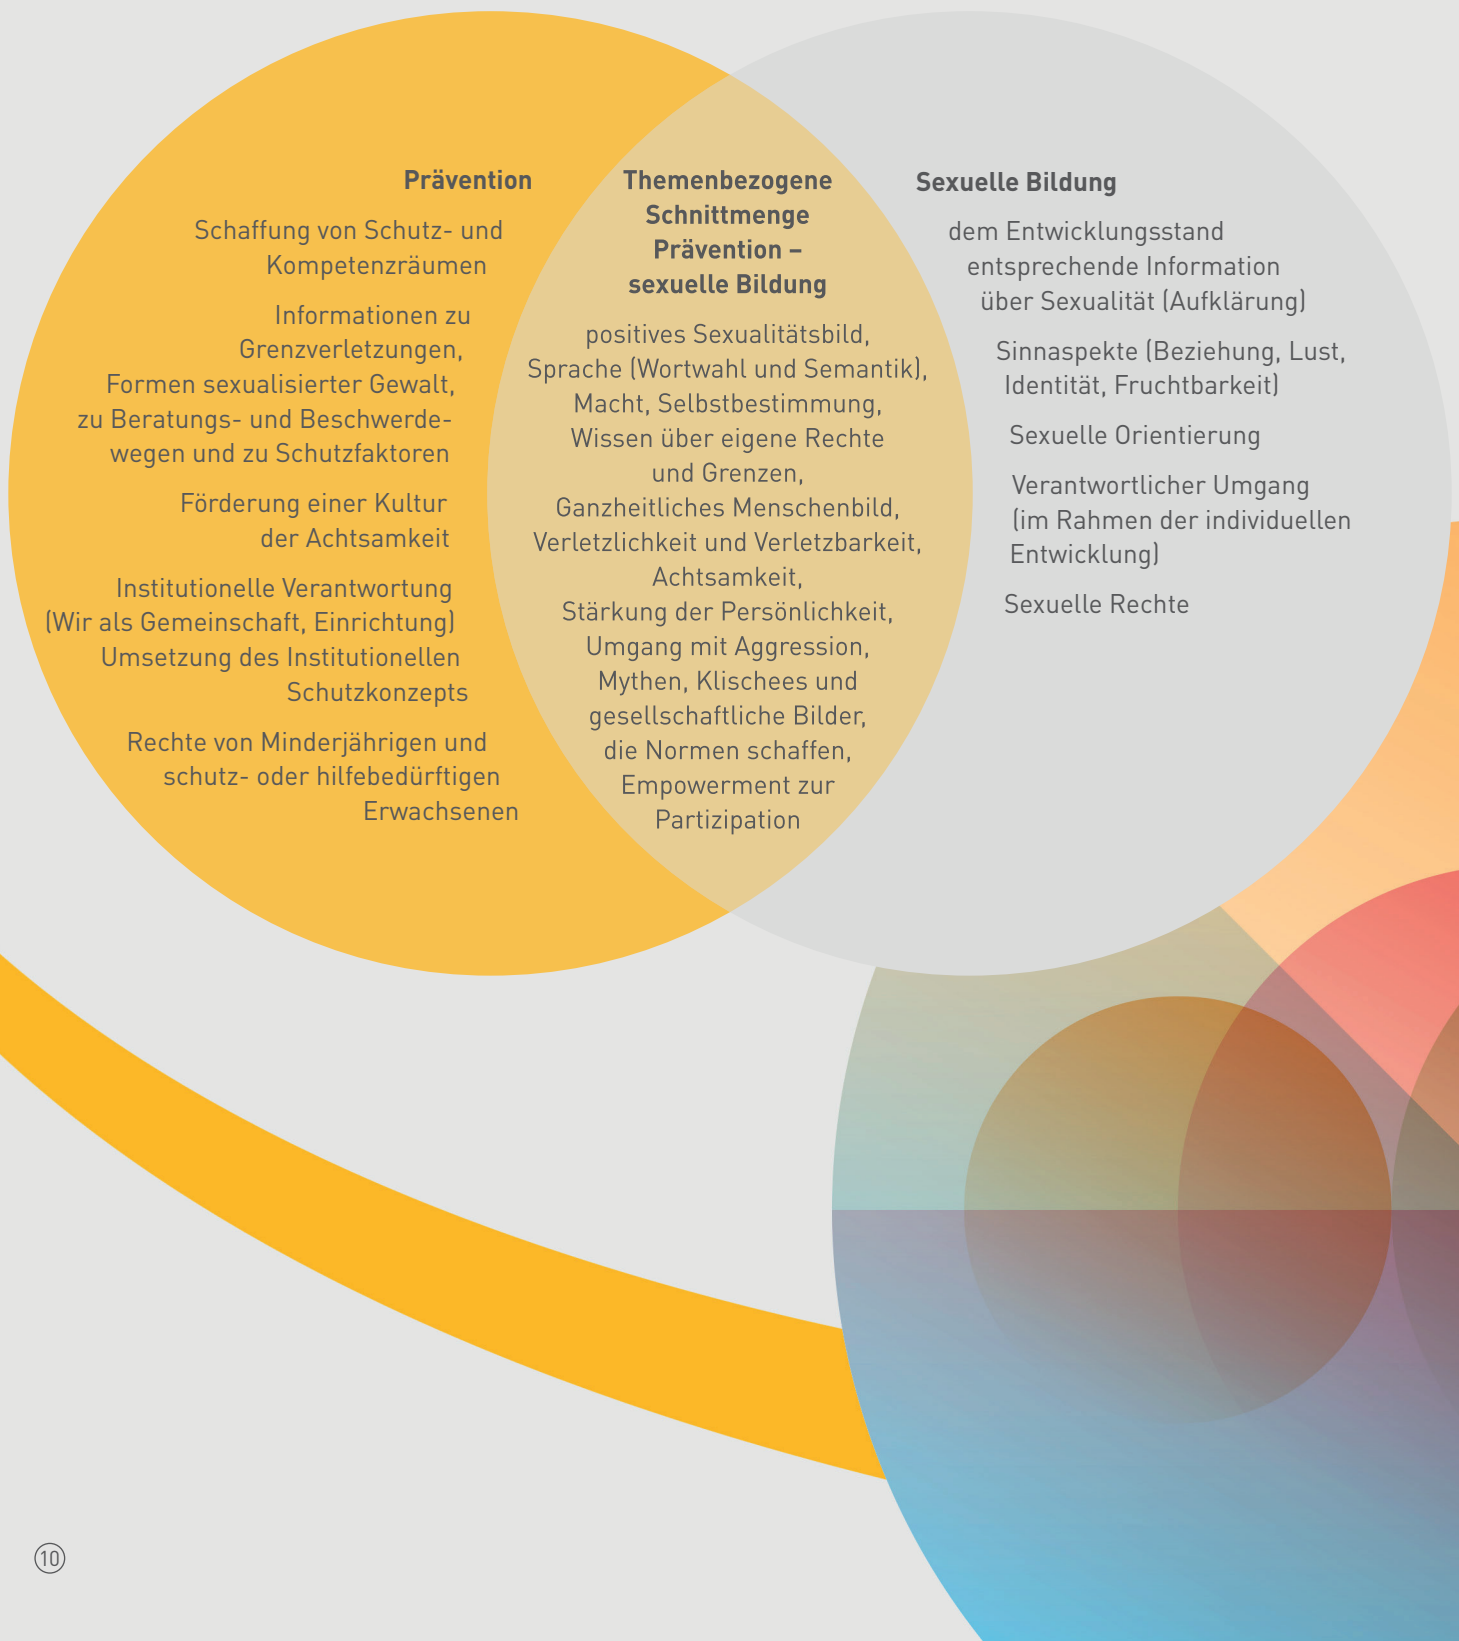 Prävention
Schaffung von Schutz- und
Kompetenzräumen
Informationen zu
Grenzverletzungen,
Formen sexualisierter Gewalt,
zu Beratungs- und Beschwerde-
wegen und zu Schutzfaktoren
Förderung einer Kultur
der Achtsamkeit
Institutionelle Verantwortung
(Wir als Gemeinschaft, Einrichtung)
Umsetzung des Institutionellen
Schutzkonzepts
Rechte von Minderjährigen und
schutz- oder hilfebedürftigen
Erwachsenen
Themenbezogene
Schnittmenge
Prävention –
sexuelle Bildung
positives Sexualitätsbild,
Sprache (Wortwahl und Semantik),
Macht, Selbstbestimmung,
Wissen über eigene Rechte
und Grenzen,
Ganzheitliches Menschenbild,
Verletzlichkeit und Verletzbarkeit,
Achtsamkeit,
Stärkung der Persönlichkeit,
Umgang mit Aggression,
Mythen, Klischees und
gesellschaftliche Bilder,
die Normen schaffen,
Empowerment zur
Partizipation
Sexuelle Bildung
dem Entwicklungsstand
entsprechende Information
über Sexualität (Aufklärung)
Sinnaspekte (Beziehung, Lust,
Identität, Fruchtbarkeit)
Sexuelle Orientierung
Verantwortlicher Umgang
(im Rahmen der individuellen
Entwicklung)
Sexuelle Rechte
10